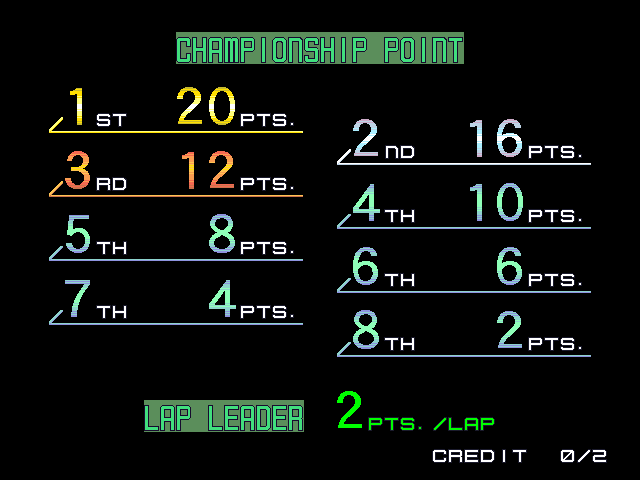 CHAMPIONSHIP POINT
1ST 20PTS.
2ND 16PTS.
3RD 12PTS.
4TH 10PTS.
5TH 8PTS.
6TH 6PTS.
7TH 4PTS.
8TH 2PTS.
LAP LEADER 2PTS. /LAP
CREDIT 0/2